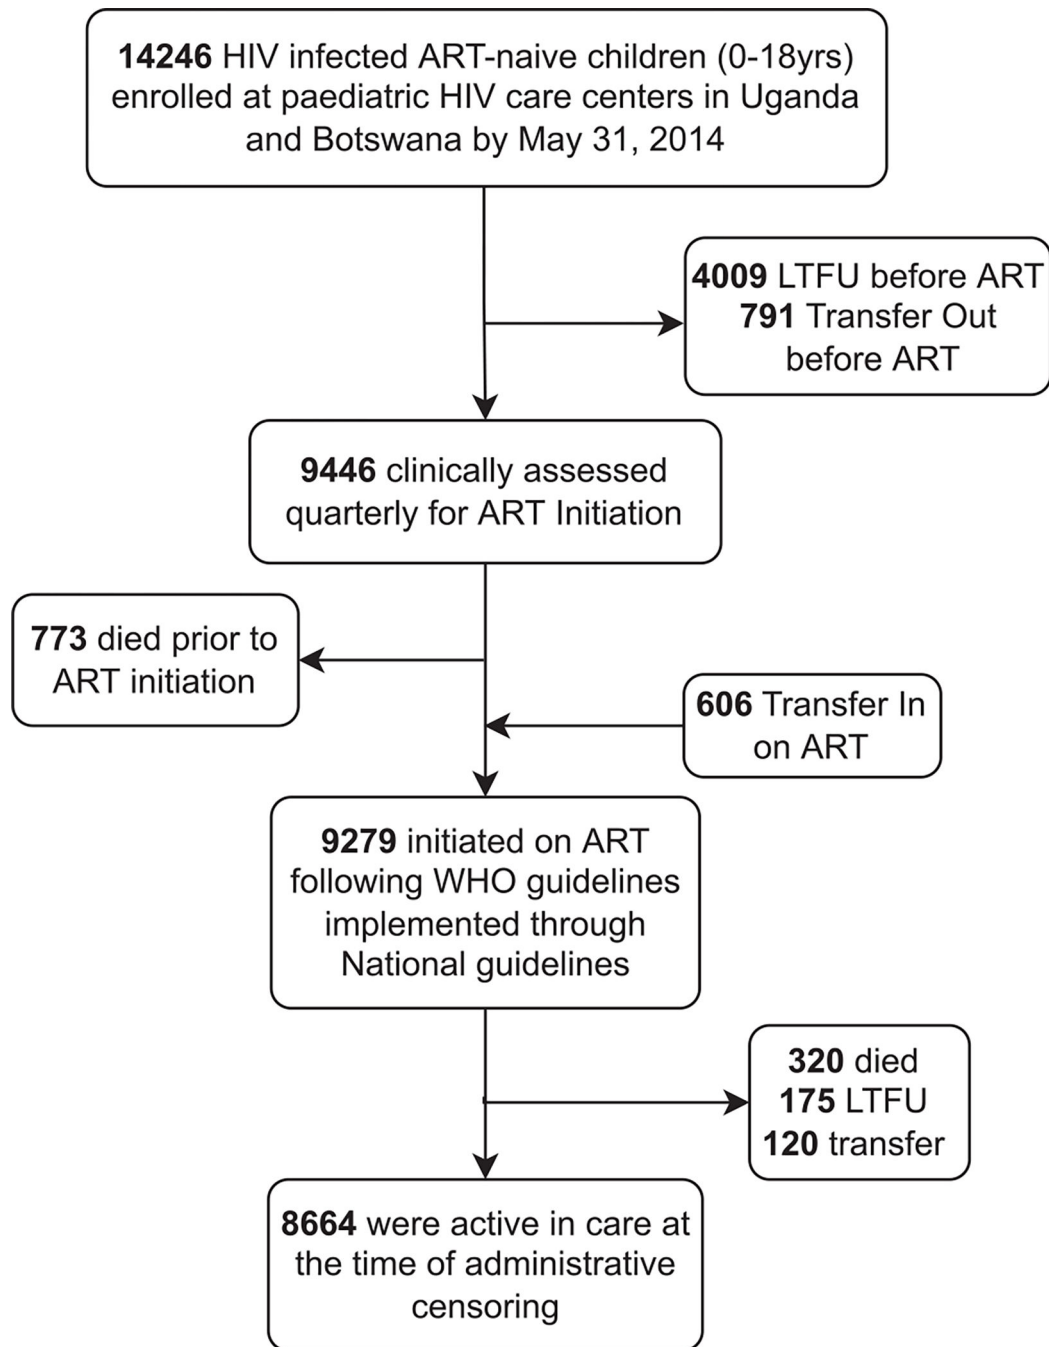 14246 HIV infected ART-naive children (0-18yrs)
enrolled at paediatric HIV care centers in Uganda
and Botswana by May 31, 2014
4009 LTFU before ART
791 Transfer Out
before ART
9446 clinically assessed
quarterly for ART Initiation
773 died prior to
ART initiation
606 Transfer In
on ART
9279 initiated on ART
following WHO guidelines
implemented through
National guidelines
320 died
175 LTFU
120 transfer
8664 were active in care at
the time of administrative
censoring